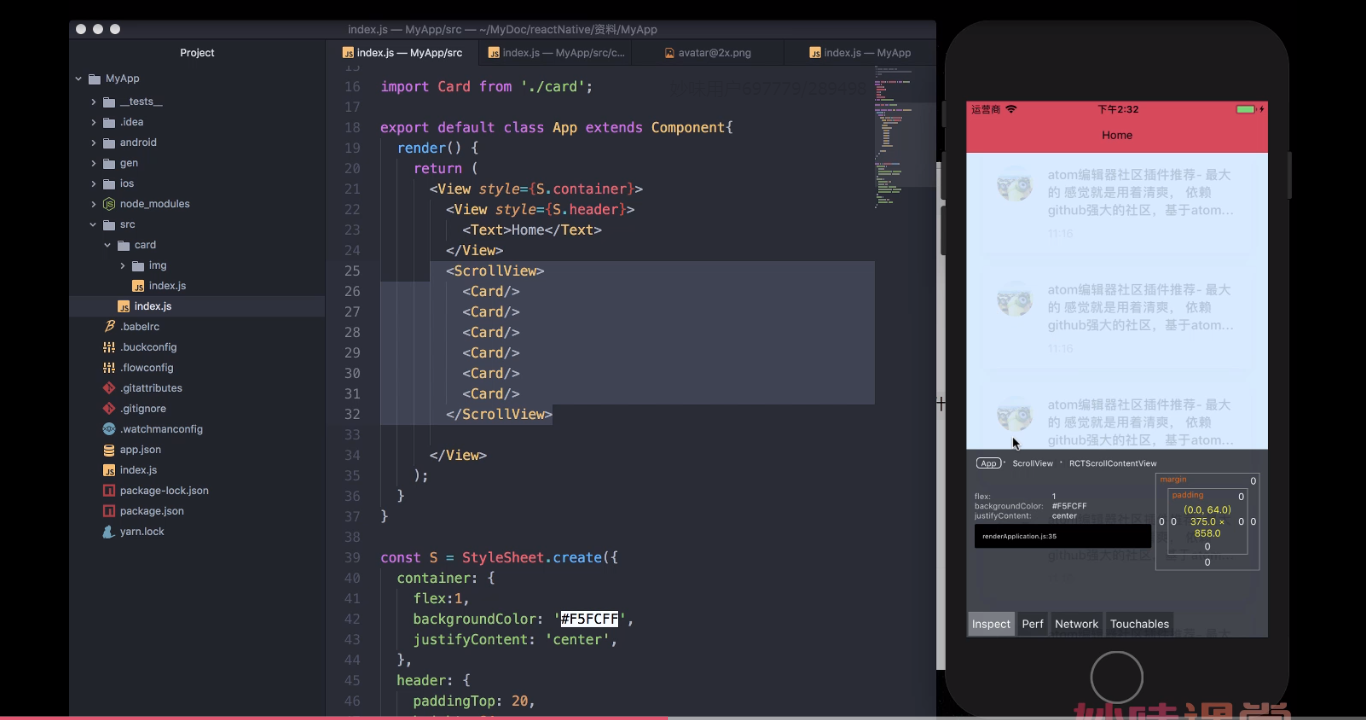 index.js — MyApp/src — ~/MyDoc/reactNative/资料/MyApp
Project
index.js — MyApp/src
index.js — MyApp/src/c...
avatar@2x.png
index.js — MyApp
MyApp
__tests__
.idea
android
gen
ios
node_modules
src
card
img
index.js
index.js
.babelrc
.buckconfig
.flowconfig
.gitattributes
.gitignore
.watchmanconfig
app.json
index.js
package-lock.json
package.json
yarn.lock
15
16 import Card from './card';
17
18 export default class App extends Component{
19 render() {
20 return (
21 <View style={S.container}>
22 <View style={S.header}>
23 <Text>Home</Text>
24 </View>
25 <ScrollView>
26 <Card/>
27 <Card/>
28 <Card/>
29 <Card/>
30 <Card/>
31 <Card/>
32 </ScrollView>
33
34 </View>
35 );
36 }
37 }
38
39 const S = StyleSheet.create({
40 container: {
41 flex:1,
42 backgroundColor: '#F5FCFF',
43 justifyContent: 'center',
44 },
45 header: {
46 paddingTop: 20,
运营商
下午2:32
Home
atom编辑器社区插件推荐- 最大
的 感觉就是用着清爽， 依赖
github强大的社区，基于atom...
11:16
atom编辑器社区插件推荐- 最大
的 感觉就是用着清爽， 依赖
github强大的社区，基于atom...
11:16
atom编辑器社区插件推荐- 最大
的 感觉就是用着清爽， 依赖
github强大的社区，基于atom...
App
ScrollView
RCTScrollContentView
flex: 1
backgroundColor: #F5FCFF
justifyContent: center
renderApplication.js:35
margin
0
padding
0
(0.0, 64.0)
0 0 375.0 × 0 0
858.0
0
0
Inspect
Perf
Network
Touchables